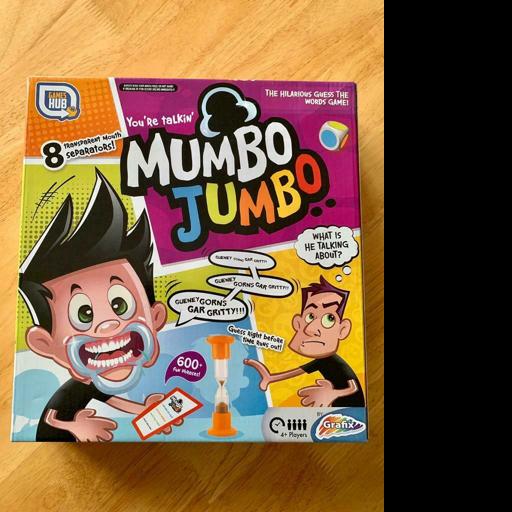 GAMES
HUB
You're talkin'
THE HILARIOUS GUESS THE
WORDS GAME!
8 TRANSPARENT MOUTH
SEPARATORS!
MUMBO
JUMBO
WHAT IS
HE TALKING
ABOUT?
GUENEY GORNS GAR GRITTY
GUENEY
GORNS GAR GRITTY!!
GUENEY GORNS
GAR GRITTY!!!
Guess right before
time runs out!
600+
FUN PHRASES!
4+ Players
BY
Grafix